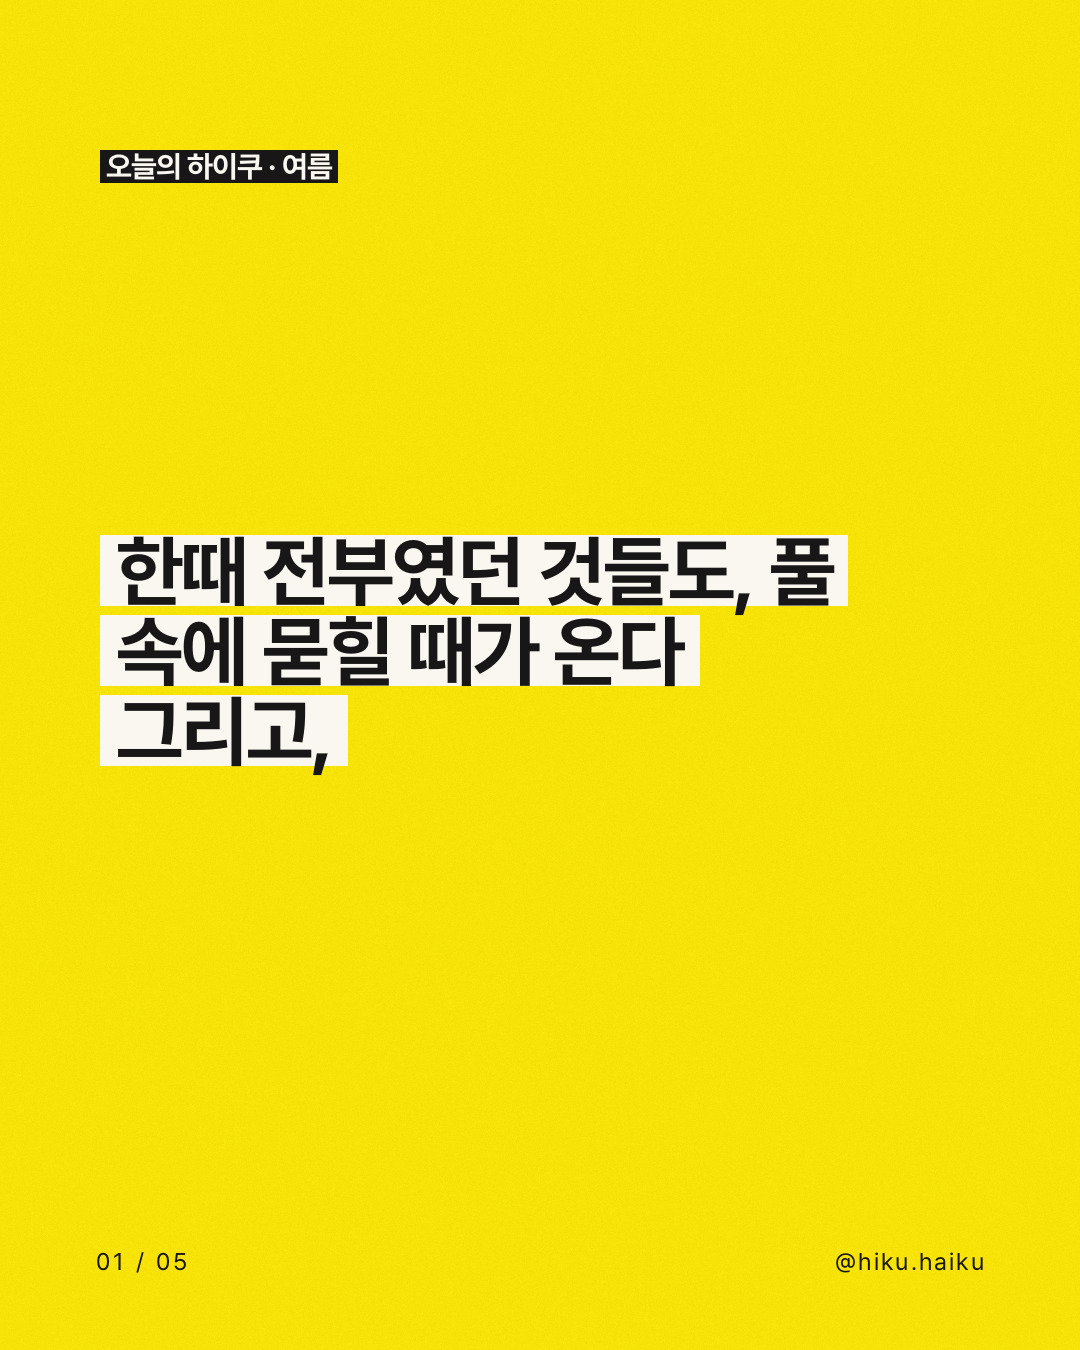 오늘의 하이쿠 · 여름
한때 전부였던 것들도, 풀
속에 묻힐 때가 온다
그리고,
01 / 05
@hiku.haiku